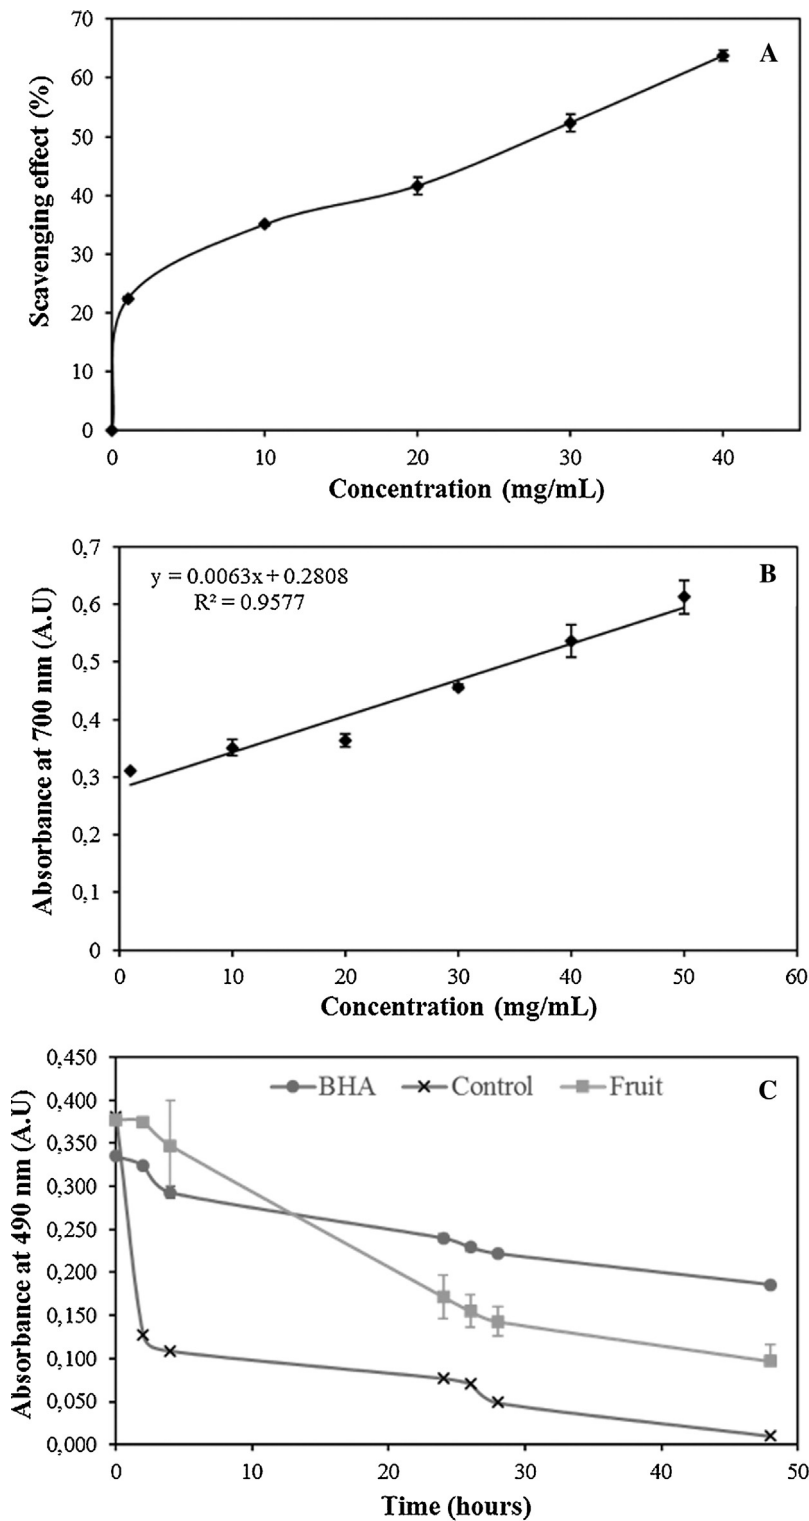 70
60
50
40
30
20
10
0
A
Scavenging effect (%)
0 10 20 30 40
Concentration (mg/mL)
0,7
0,6
0,5
0,4
0,3
0,2
0,1
0
y = 0.0063x + 0.2808
R² = 0.9577
B
Absorbance at 700 nm (A.U)
0 10 20 30 40 50 60
Concentration (mg/mL)
0,450
0,400
0,350
0,300
0,250
0,200
0,150
0,100
0,050
0,000
BHA Control Fruit
C
Absorbance at 490 nm (A.U)
0 10 20 30 40 50
Time (hours)